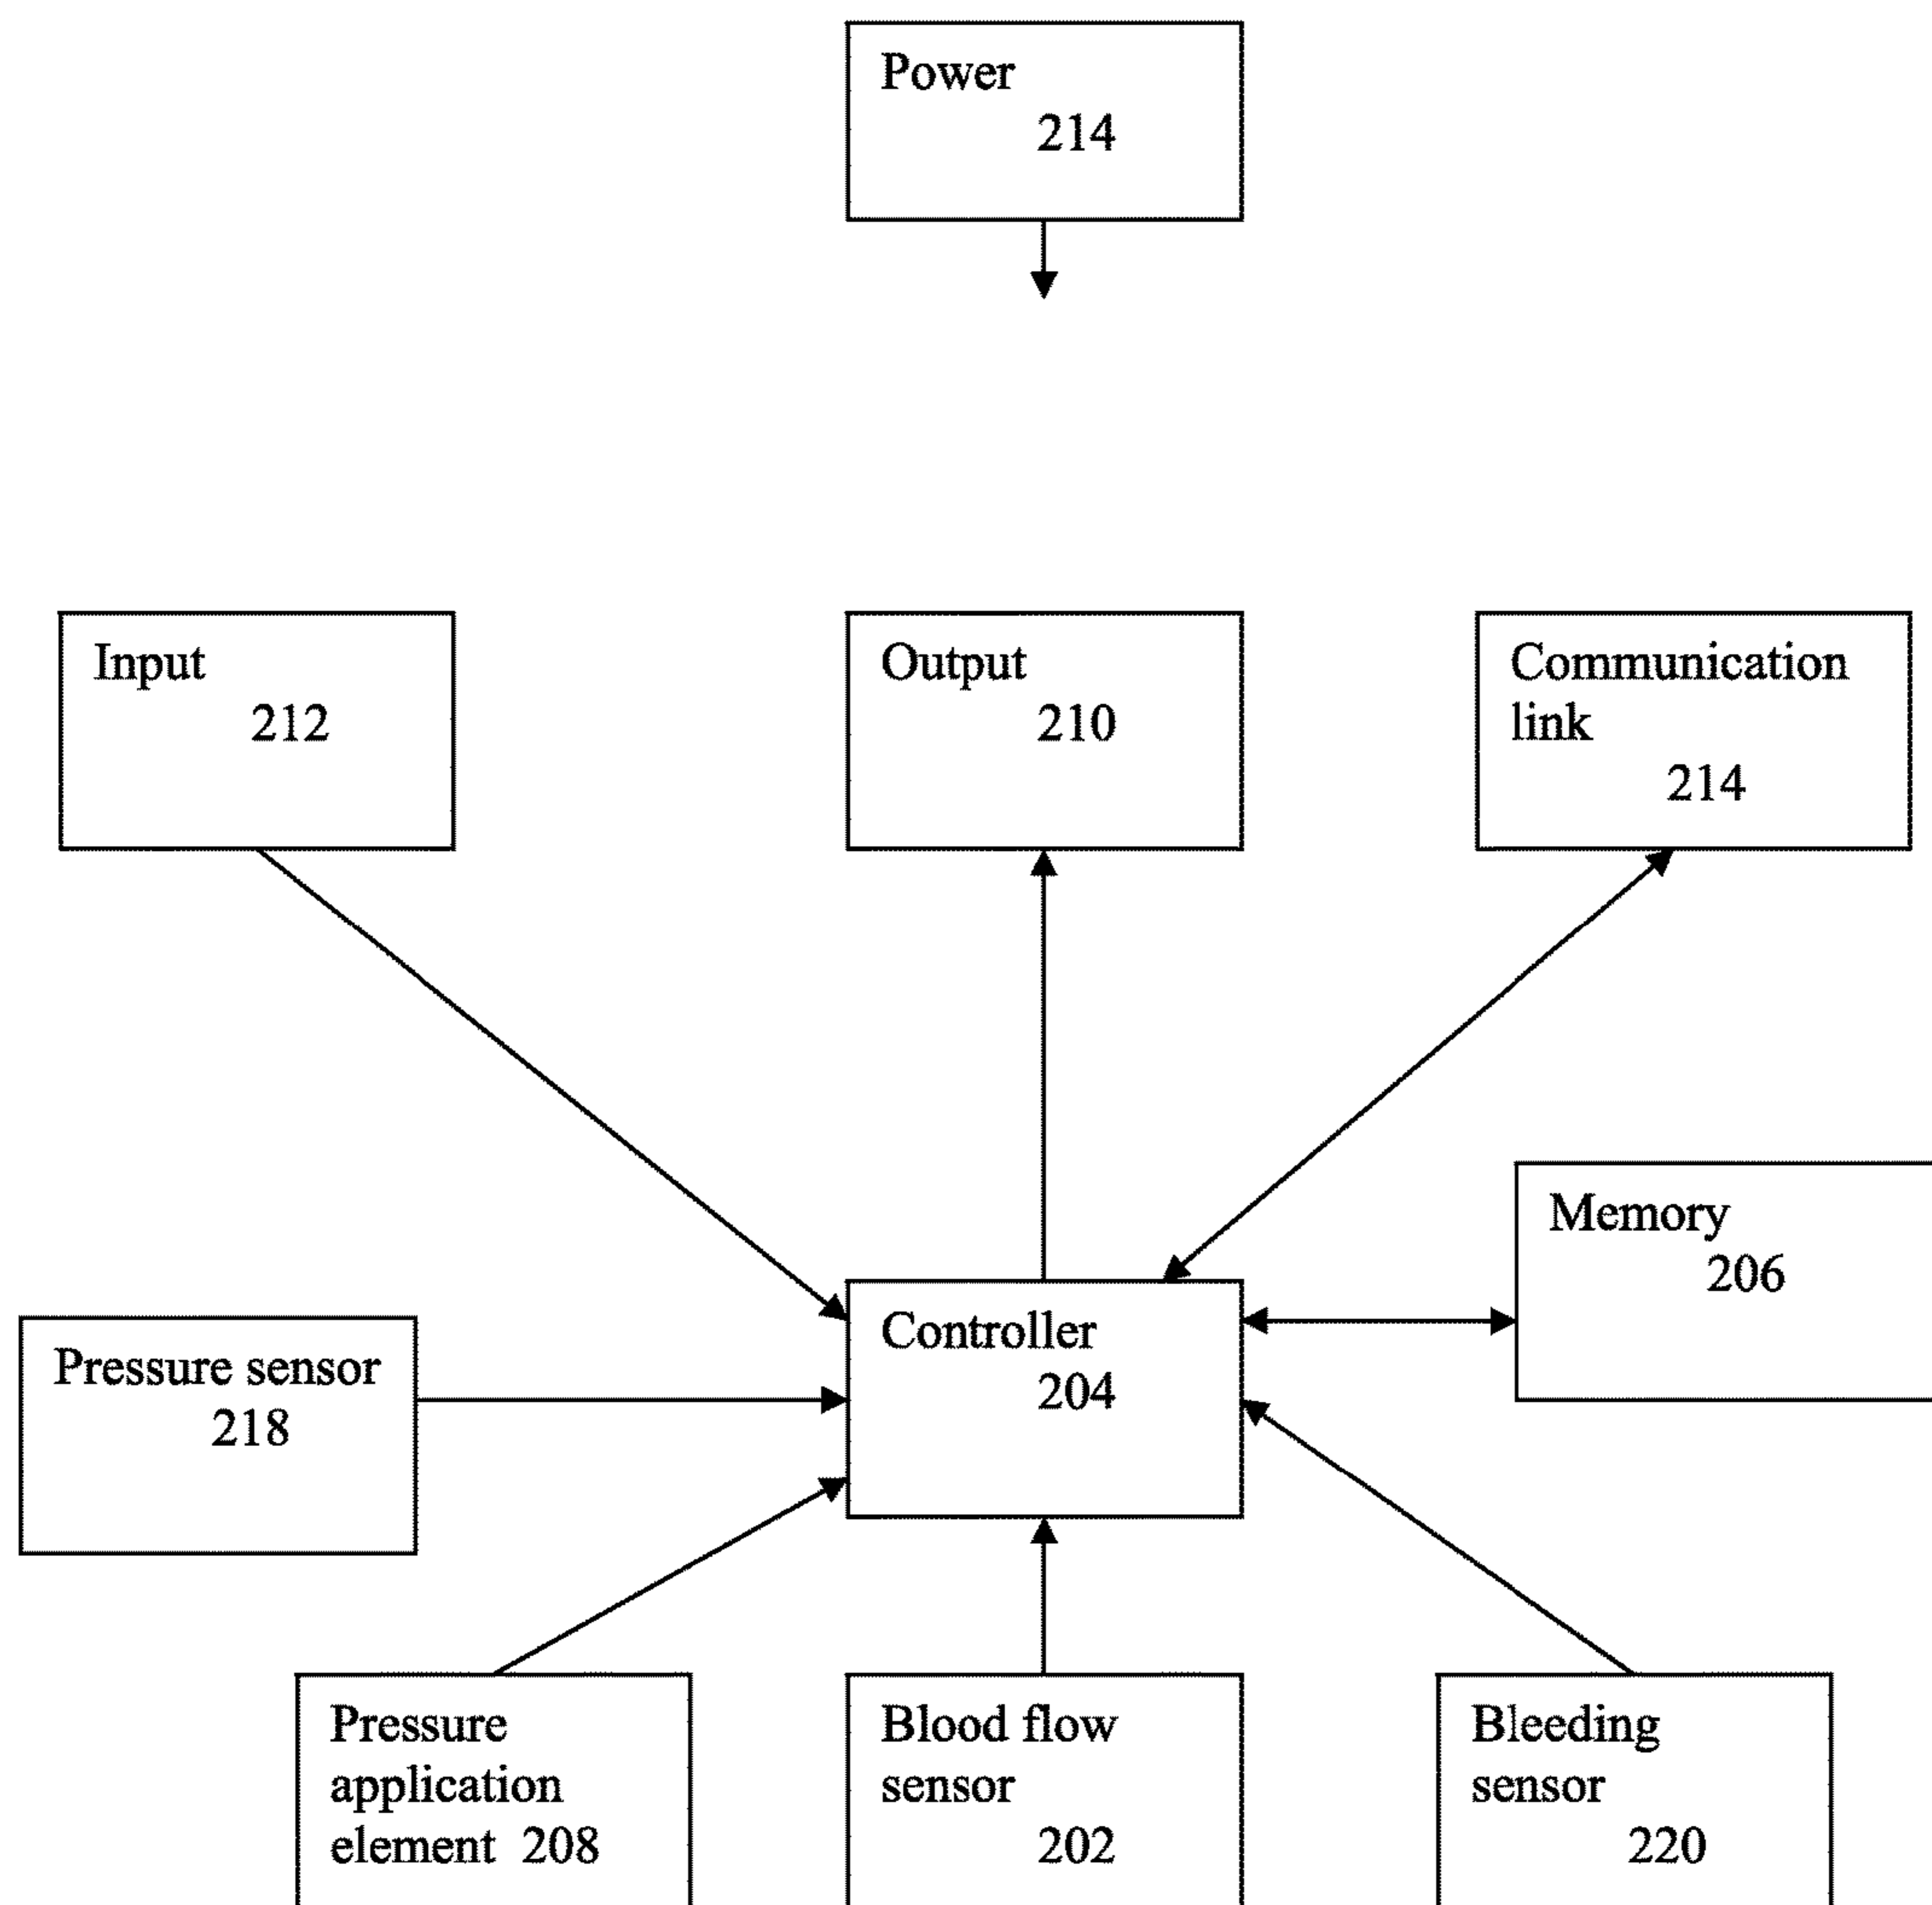 Power
214
Input
212
Output
210
Communication
link
214
Memory
206
Controller
204
Pressure sensor
218
Pressure
application
element 208
Blood flow
sensor
202
Bleeding
sensor
220